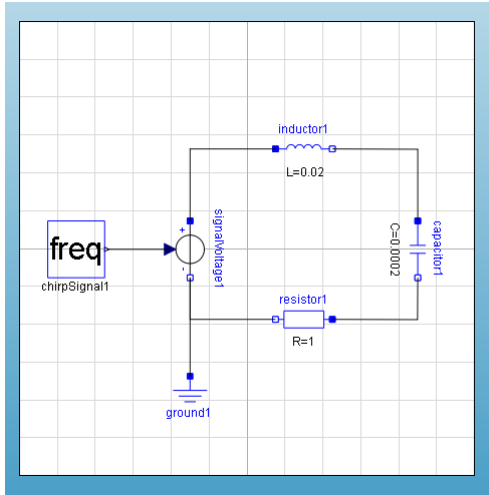 inductor1
L=0.02
+
signalVoltage1
-
freq
chirpSignal1
C=0.0002
capacitor1
resistor1
R=1
ground1